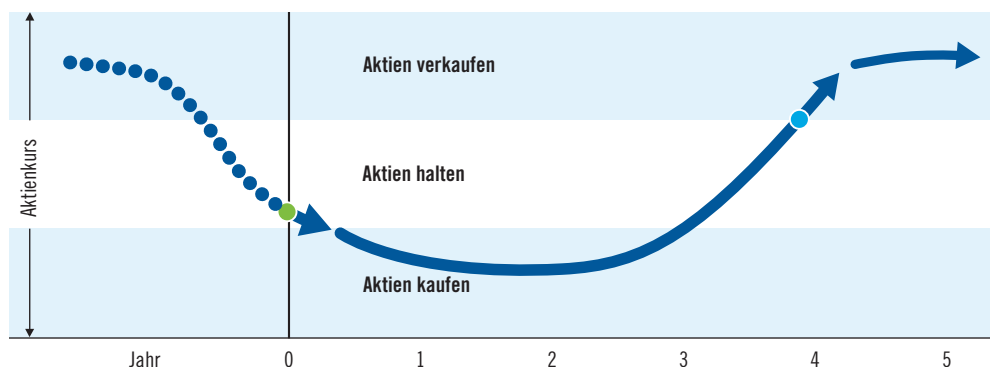 Aktien verkaufen
Aktien halten
Aktienkurs
Aktien kaufen
Jahr 0 1 2 3 4 5